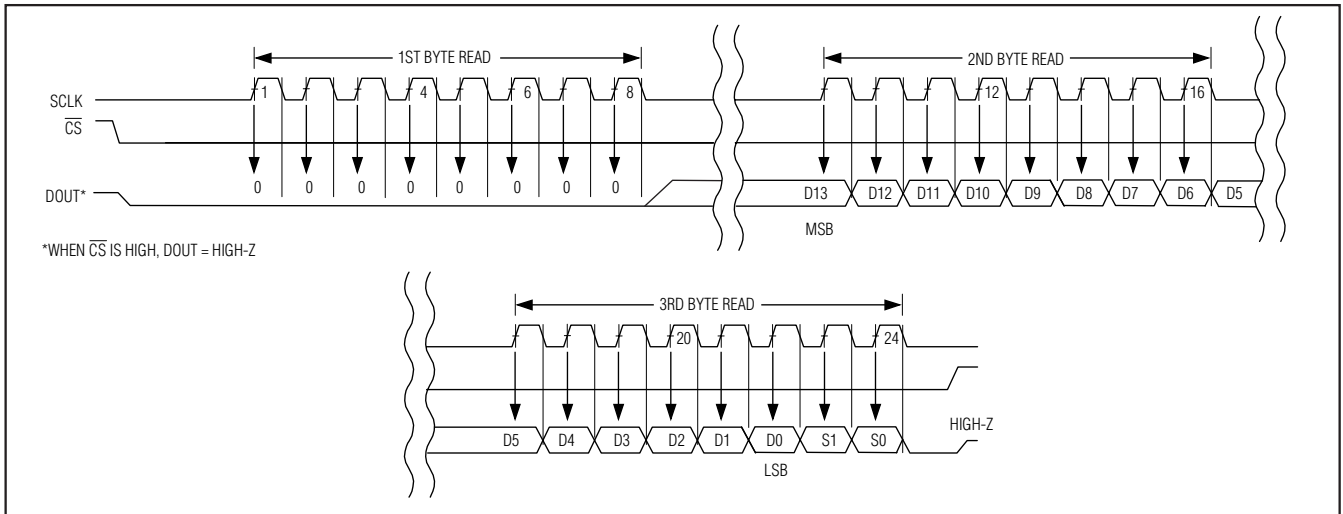 1ST BYTE READ 2ND BYTE READ
SCLK 1 4 6 8 12 16
CS
0 0 0 0 0 0 0 0
DOUT* D13 D12 D11 D10 D9 D8 D7 D6 D5
MSB
*WHEN CS IS HIGH, DOUT = HIGH-Z
3RD BYTE READ
20 24
HIGH-Z
D5 D4 D3 D2 D1 D0 S1 S0
LSB